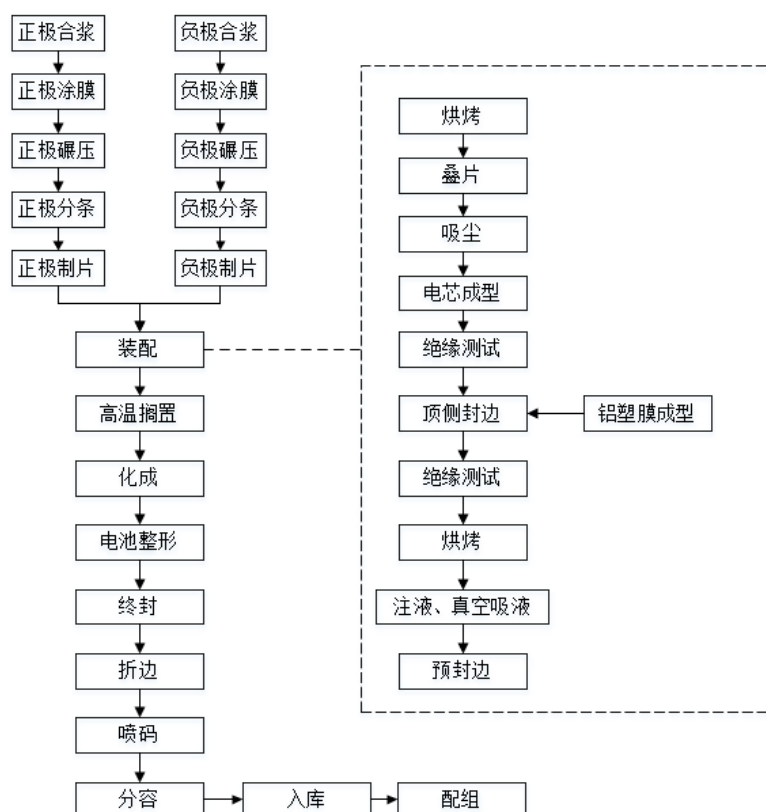 正极合浆
正极涂膜
正极碾压
正极分条
正极制片
负极合浆
负极涂膜
负极碾压
负极分条
负极制片
装配
高温搁置
化成
电池整形
终封
折边
喷码
分容
入库
配组
烘烤
叠片
吸尘
电芯成型
绝缘测试
顶侧封边
铝塑膜成型
绝缘测试
烘烤
注液、真空吸液
预封边